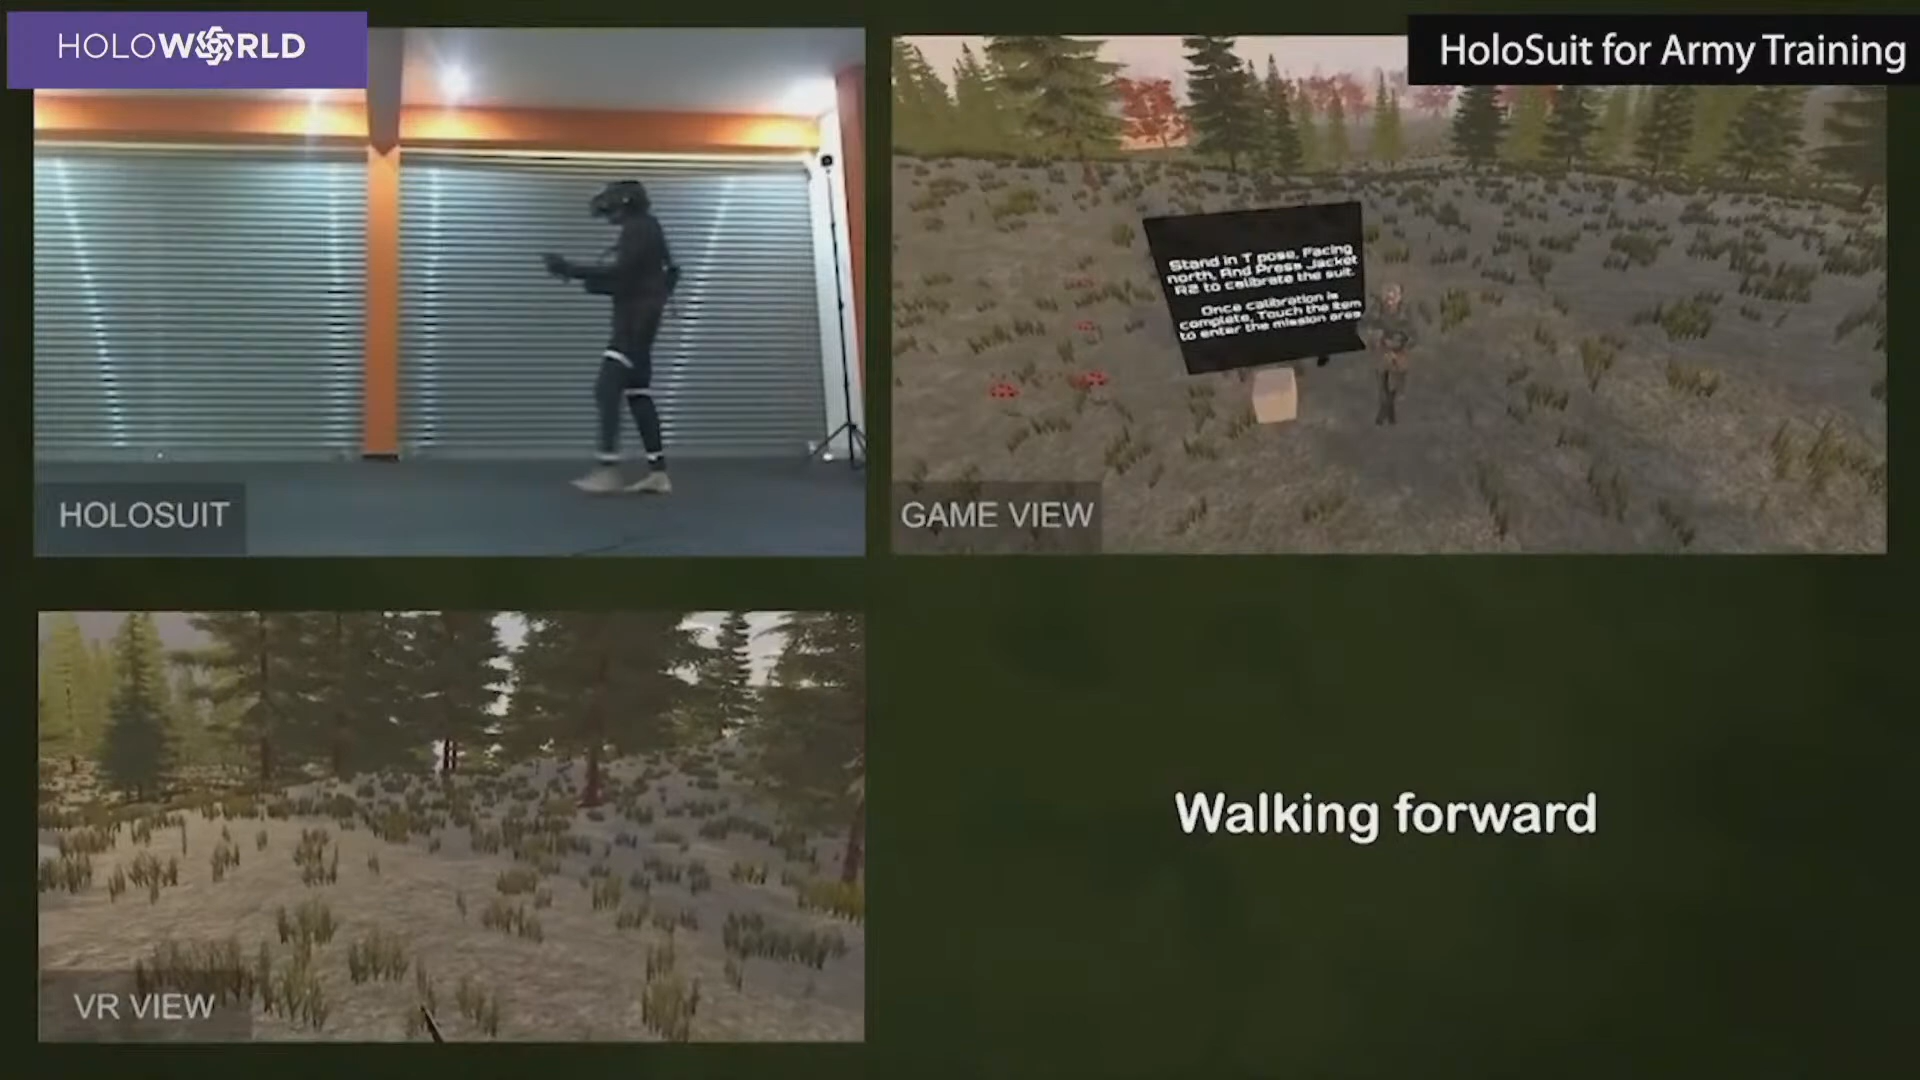 HOLOWORLD
HoloSuit for Army Training
Stand in T pose, Facing
north, And Press Jacket
R2 to calibrate the suit.
Once calibration is
complete, Touch the item
to enter the mission area
HOLOSUIT
GAME VIEW
VR VIEW
Walking forward